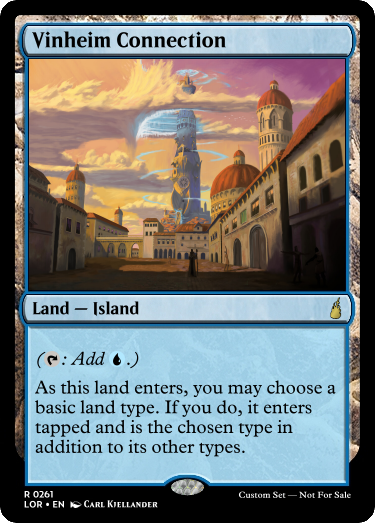 Vinheim Connection
Land — Island
(: Add .)
As this land enters, you may choose a
basic land type. If you do, it enters
tapped and is the chosen type in
addition to its other types.
R 0261
LOR • EN Carl Kjellander
Custom Set — Not For Sale